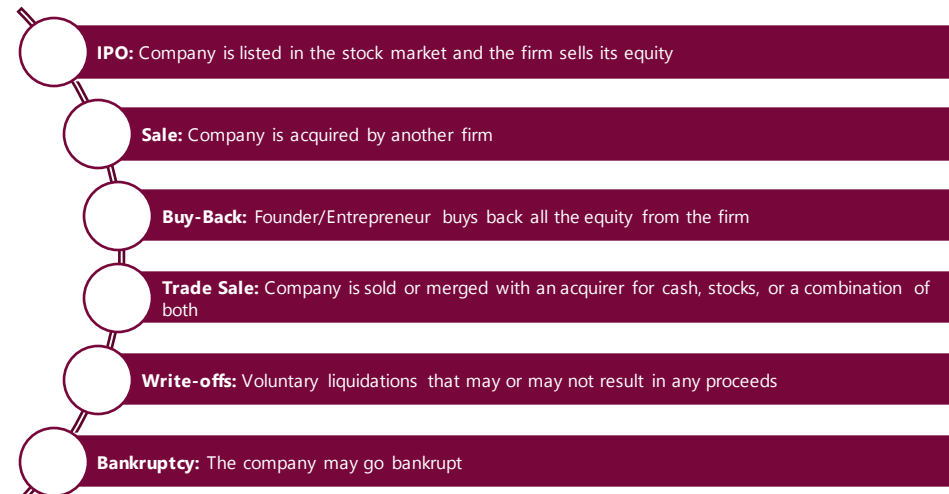 IPO: Company is listed in the stock market and the firm sells its equity
Sale: Company is acquired by another firm
Buy-Back: Founder/Entrepreneur buys back all the equity from the firm
Trade Sale: Company is sold or merged with an acquirer for cash, stocks, or a combination of
both
Write-offs: Voluntary liquidations that may or may not result in any proceeds
Bankruptcy: The company may go bankrupt